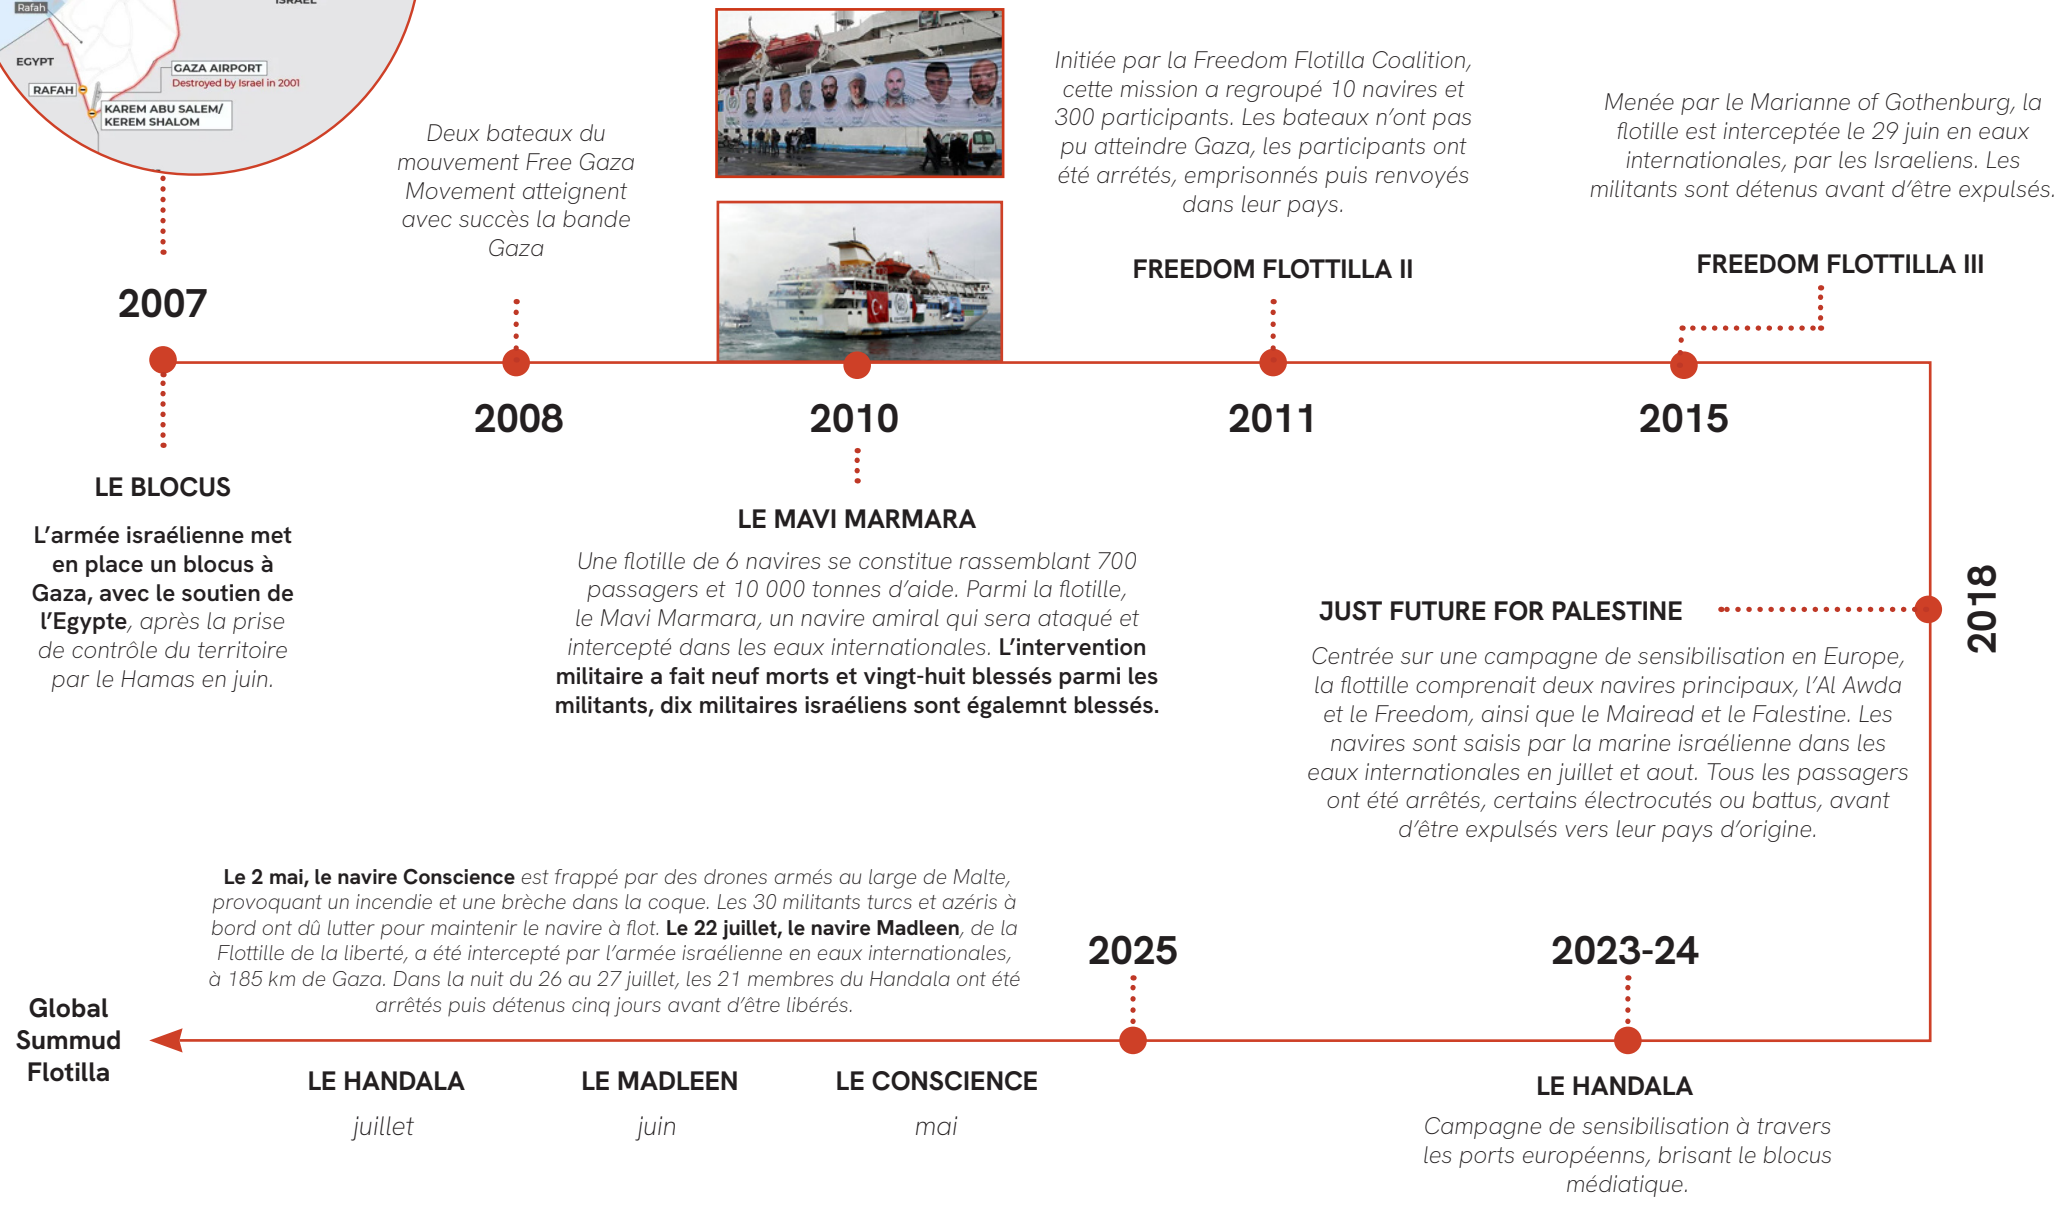 Rafah
ISRAEL
EGYPT
GAZA AIRPORT
Destroyed by Israel in 2001
RAFAH
KAREM ABU SALEM/
KEREM SHALOM
2007
LE BLOCUS
L'armée israélienne met
en place un blocus à
Gaza, avec le soutien de
l'Egypte, après la prise
de contrôle du territoire
par le Hamas en juin.
Deux bateaux du
mouvement Free Gaza
Movement atteignent
avec succès la bande
Gaza
2008
2010
LE MAVI MARMARA
Une flotille de 6 navires se constitue rassemblant 700
passagers et 10 000 tonnes d'aide. Parmi la flotille,
le Mavi Marmara, un navire amiral qui sera ataqué et
intercepté dans les eaux internationales. L'intervention
militaire a fait neuf morts et vingt-huit blessés parmi les
militants, dix militaires israéliens sont égalemnt blessés.
Initiée par la Freedom Flotilla Coalition,
cette mission a regroupé 10 navires et
300 participants. Les bateaux n'ont pas
pu atteindre Gaza, les participants ont
été arrétés, emprisonnés puis renvoyés
dans leur pays.
FREEDOM FLOTTILLA II
2011
Menée par le Marianne of Gothenburg, la
flotille est interceptée le 29 juin en eaux
internationales, par les Israeliens. Les
militants sont détenus avant d'être expulsés.
FREEDOM FLOTTILLA III
2015
2018
JUST FUTURE FOR PALESTINE
Centrée sur une campagne de sensibilisation en Europe,
la flottille comprenait deux navires principaux, l'Al Awda
et le Freedom, ainsi que le Mairead et le Falestine. Les
navires sont saisis par la marine israélienne dans les
eaux internationales en juillet et aout. Tous les passagers
ont été arrêtés, certains électrocutés ou battus, avant
d'être expulsés vers leur pays d'origine.
2023-24
LE HANDALA
Campagne de sensibilisation à travers
les ports européenns, brisant le blocus
médiatique.
2025
Le 2 mai, le navire Conscience est frappé par des drones armés au large de Malte,
provoquant un incendie et une brèche dans la coque. Les 30 militants turcs et azéris à
bord ont dû lutter pour maintenir le navire à flot. Le 22 juillet, le navire Madleen, de la
Flottille de la liberté, a été intercepté par l'armée israélienne en eaux internationales,
à 185 km de Gaza. Dans la nuit du 26 au 27 juillet, les 21 membres du Handala ont été
arrêtés puis détenus cinq jours avant d'être libérés.
LE CONSCIENCE
mai
LE MADLEEN
juin
LE HANDALA
juillet
Global
Summud
Flotilla